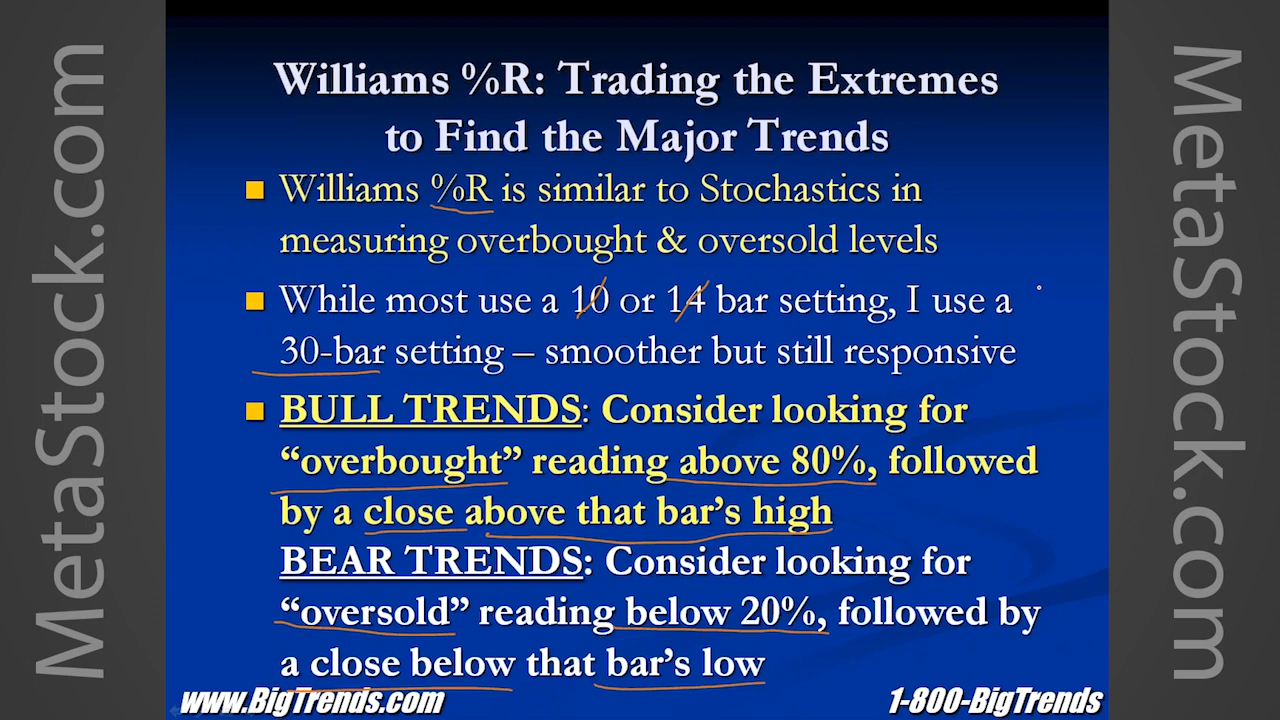 MetaStock.com
Williams %R: Trading the Extremes
to Find the Major Trends
Williams %R is similar to Stochastics in
measuring overbought & oversold levels
While most use a 10 or 14 bar setting, I use a
30-bar setting – smoother but still responsive
BULL TRENDS: Consider looking for
“overbought” reading above 80%, followed
by a close above that bar’s high
BEAR TRENDS: Consider looking for
“oversold” reading below 20%, followed by
a close below that bar’s low
www.BigTrends.com
1-800-BigTrends
MetaStock.com